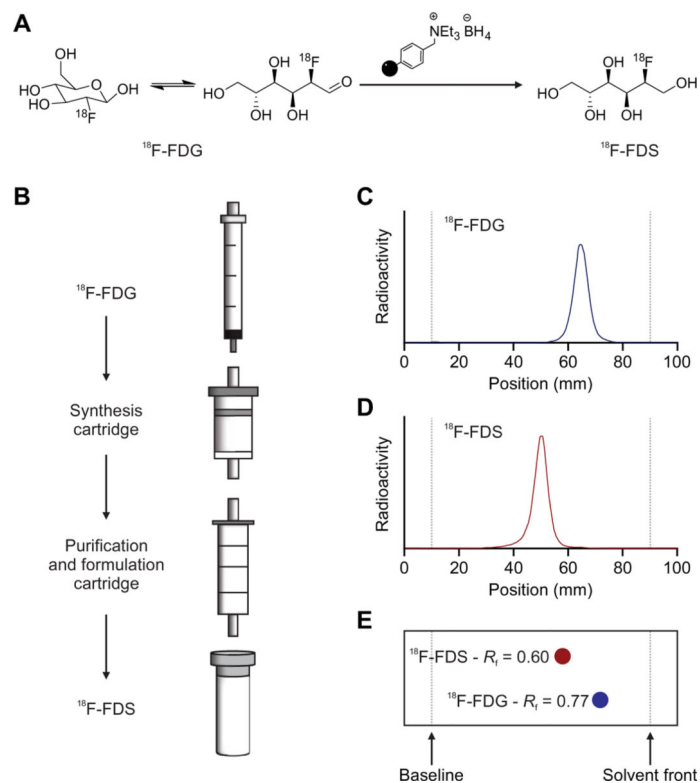 A
OH
HO
HO
O
OH
¹⁸F
¹⁸F-FDG
HO
OH
OH
OH
¹⁸F
O
⊕
NEt₃
⊖
BH₄
HO
OH
OH
OH
¹⁸F
OH
¹⁸F-FDS
B
¹⁸F-FDG
Synthesis
cartridge
Purification
and formulation
cartridge
¹⁸F-FDS
C
¹⁸F-FDG
Radioactivity
0 20 40 60 80 100
Position (mm)
D
¹⁸F-FDS
Radioactivity
0 20 40 60 80 100
Position (mm)
E
¹⁸F-FDS - Rf = 0.60
¹⁸F-FDG - Rf = 0.77
Baseline
Solvent front